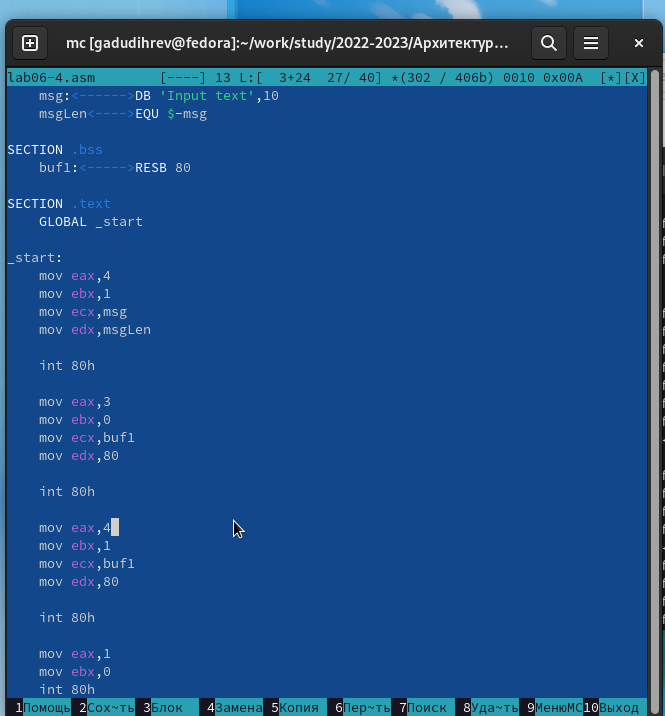 mc [gadudihrev@fedora]:~/work/study/2022-2023/Архитектур...
lab06-4.asm [----] 13 L:[ 3+24 27/ 40] *(302 / 406b) 0010 0x00A [*][X]
msg:<------>DB 'Input text',10
msgLen<---->EQU $-msg
SECTION .bss
buf1:<----->RESB 80
SECTION .text
GLOBAL _start
_start:
mov eax,4
mov ebx,1
mov ecx,msg
mov edx,msgLen
int 80h
mov eax,3
mov ebx,0
mov ecx,buf1
mov edx,80
int 80h
mov eax,4
mov ebx,1
mov ecx,buf1
mov edx,80
int 80h
mov eax,1
mov ebx,0
int 80h
1Помощь 2Сох~ть 3Блок 4Замена 5Копия 6Пер~ть 7Поиск 8Уда~ть 9МенюMC 10Выход